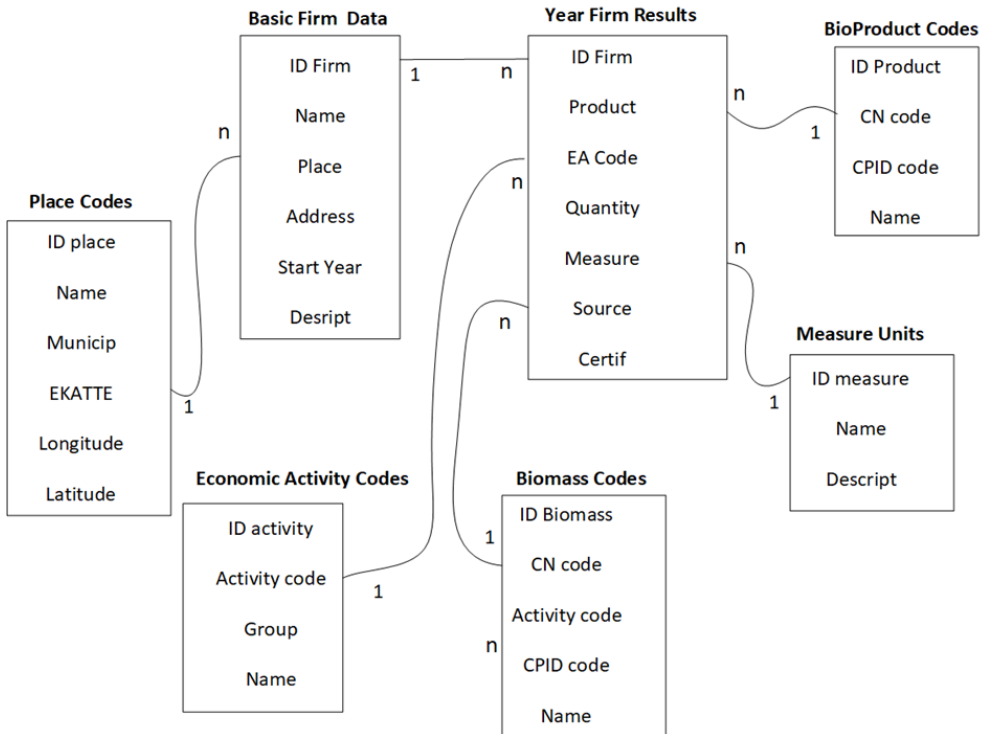 Basic Firm Data
ID Firm
Name
Place
Address
Start Year
Desript
1
n
n
Year Firm Results
ID Firm
Product
EA Code
Quantity
Measure
Source
Certif
n
n
n
n
BioProduct Codes
ID Product
CN code
CPID code
Name
1
Place Codes
ID place
Name
Municip
EKATTE
Longitude
Latitude
1
Measure Units
ID measure
Name
Descript
1
Economic Activity Codes
ID activity
Activity code
Group
Name
1
Biomass Codes
ID Biomass
CN code
Activity code
CPID code
Name
1
n